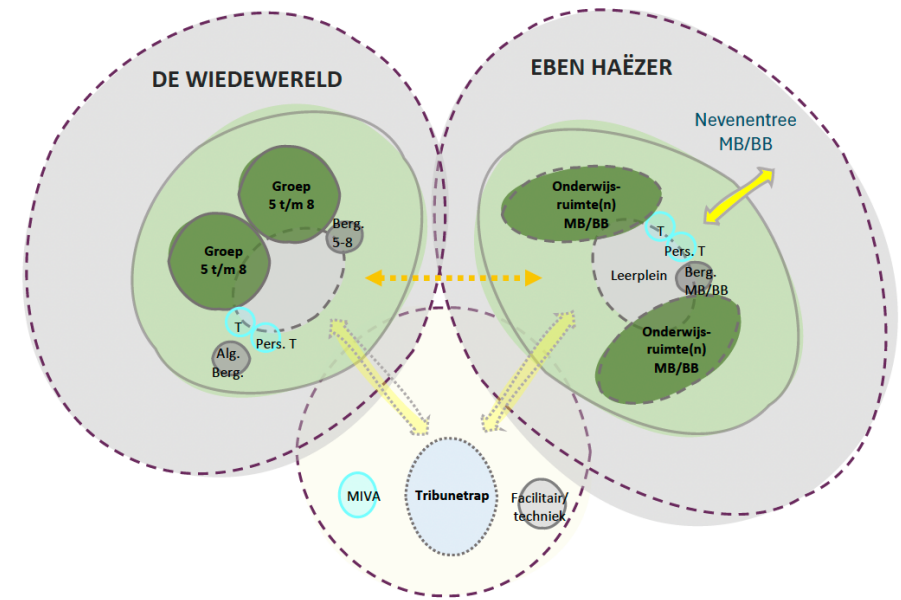 DE WIEDEWERELD
EBEN HAËZER
Nevenentree
MB/BB
Groep
5 t/m 8
Berg.
5-8
Groep
5 t/m 8
T
Pers. T
Alg.
Berg.
Onderwijs-
ruimte(n)
MB/BB
T.
Pers. T
Leerplein
Berg.
MB/BB
Onderwijs-
ruimte(n)
MB/BB
MIVA
Tribunetrap
Facilitair/
techniek